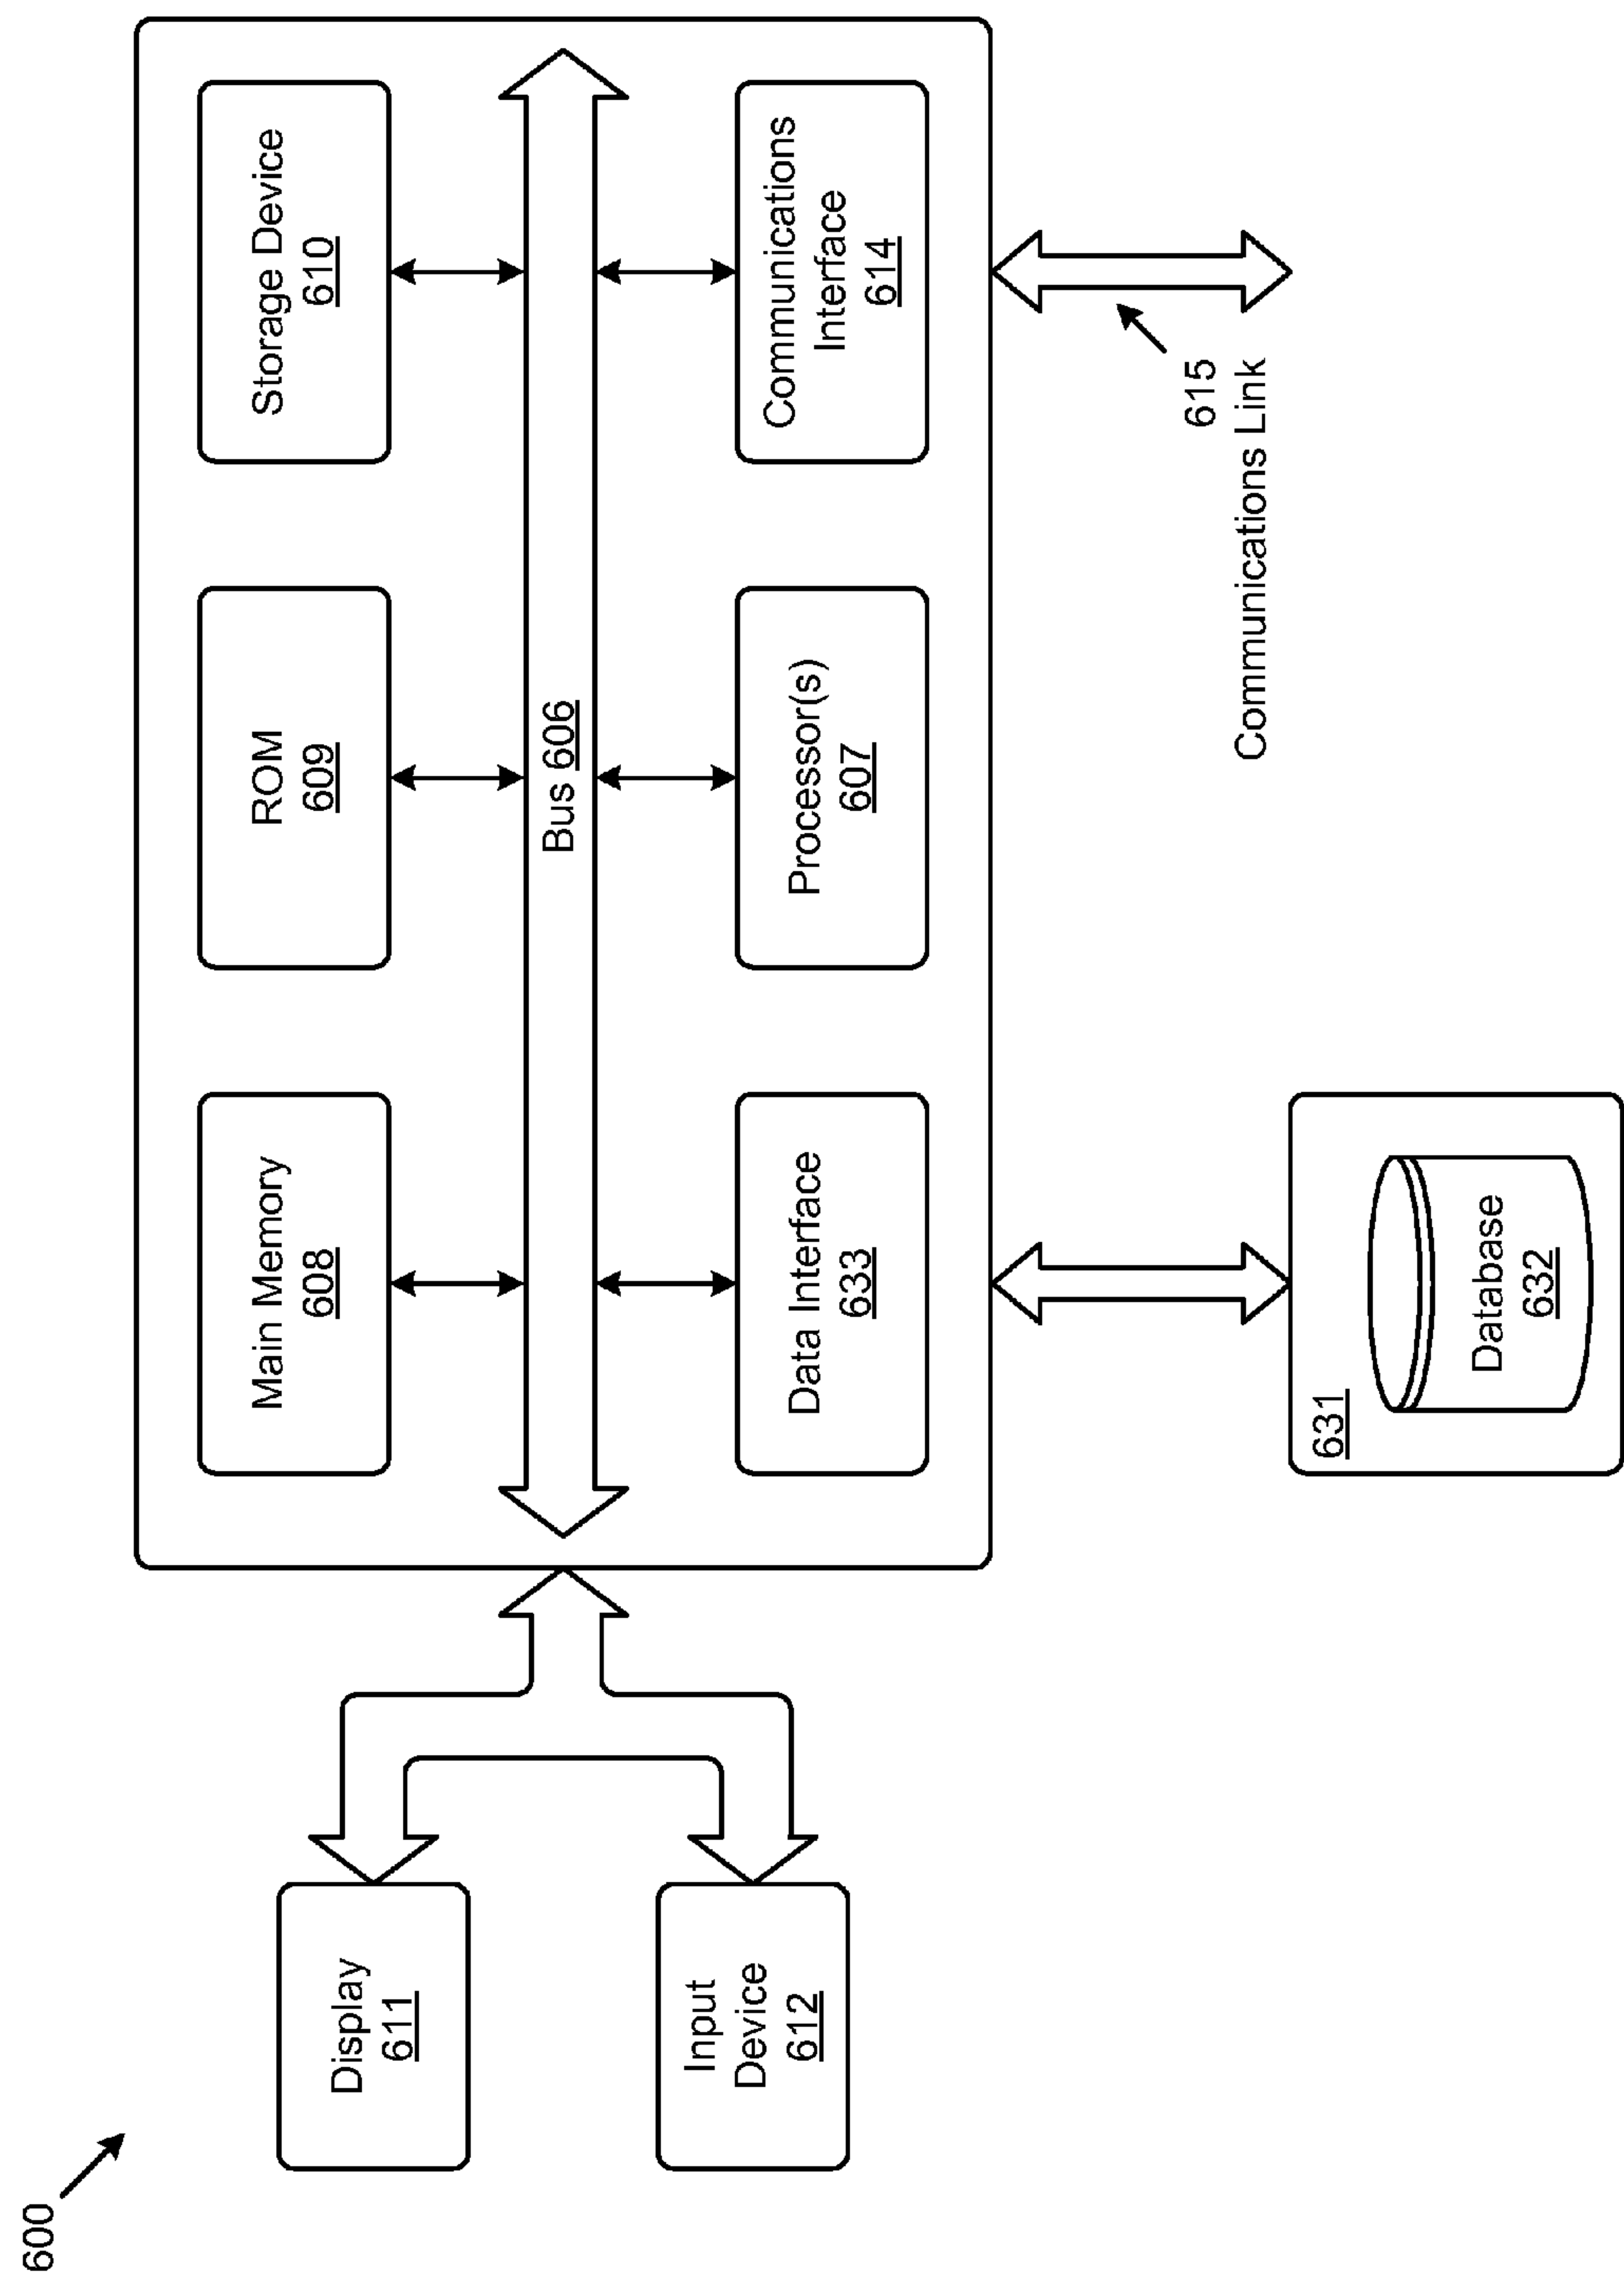 600
Display
611
Input
Device
612
Main Memory
608
ROM
609
Storage Device
610
Bus 606
Data Interface
633
Processor(s)
607
Communications
Interface
614
615
Communications Link
631
Database
632